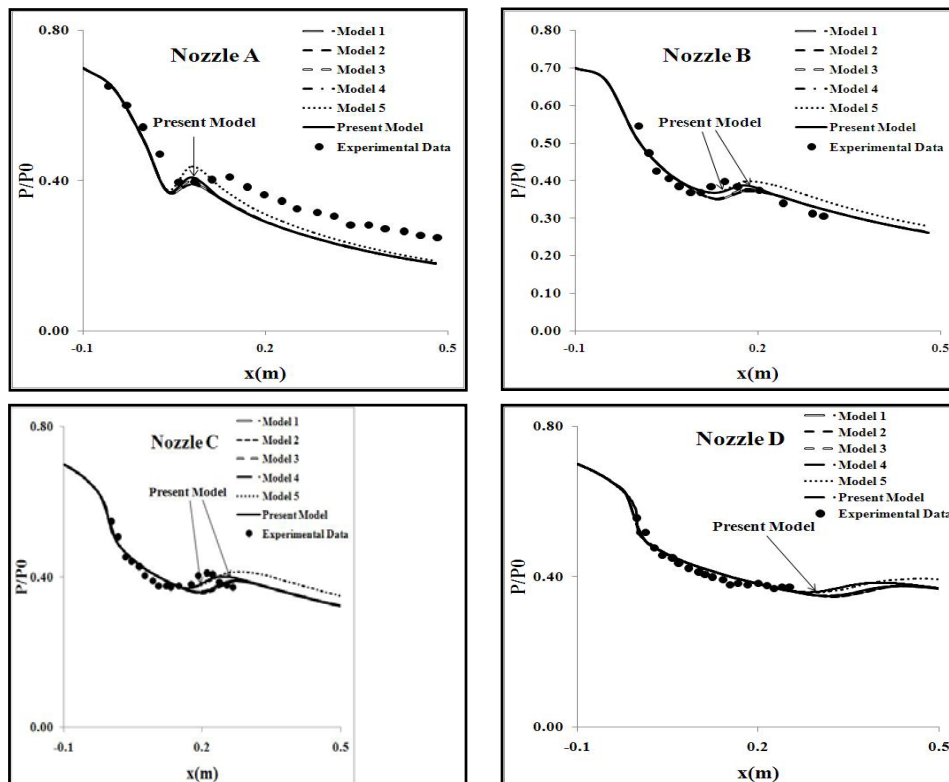 0.80
Nozzle A
Model 1
Model 2
Model 3
Model 4
Model 5
Present Model
Experimental Data
Present Model
P/P0
0.40
0.00
-0.1
0.2
0.5
x(m)
0.80
Nozzle B
Model 1
Model 2
Model 3
Model 4
Model 5
Present Model
Experimental Data
Present Model
P/P0
0.70
0.60
0.50
0.40
0.30
0.20
0.10
0.00
-0.1
0.2
0.5
x(m)
0.80
Nozzle C
Model 1
Model 2
Model 3
Model 4
Model 5
Present Model
Experimental Data
Present Model
P/P0
0.40
0.00
-0.1
0.2
0.5
x(m)
0.80
Nozzle D
Model 1
Model 2
Model 3
Model 4
Model 5
Present Model
Experimental Data
Present Model
P/P0
0.40
0.00
-0.1
0.2
0.5
x(m)